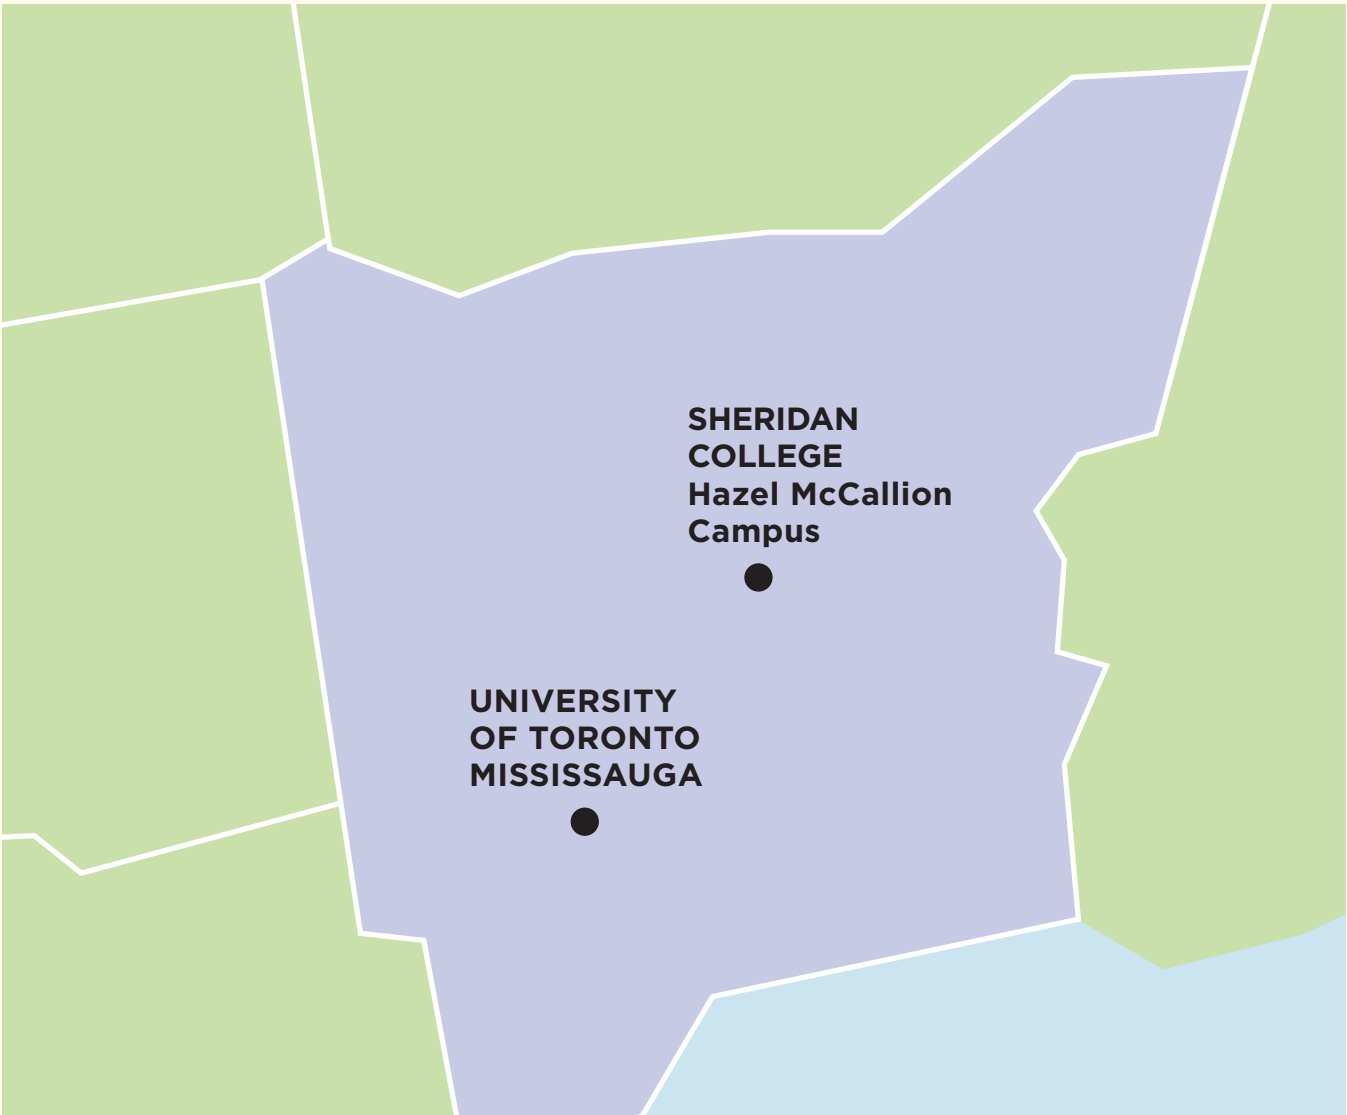 SHERIDAN
COLLEGE
Hazel McCallion
Campus
UNIVERSITY
OF TORONTO
MISSISSAUGA